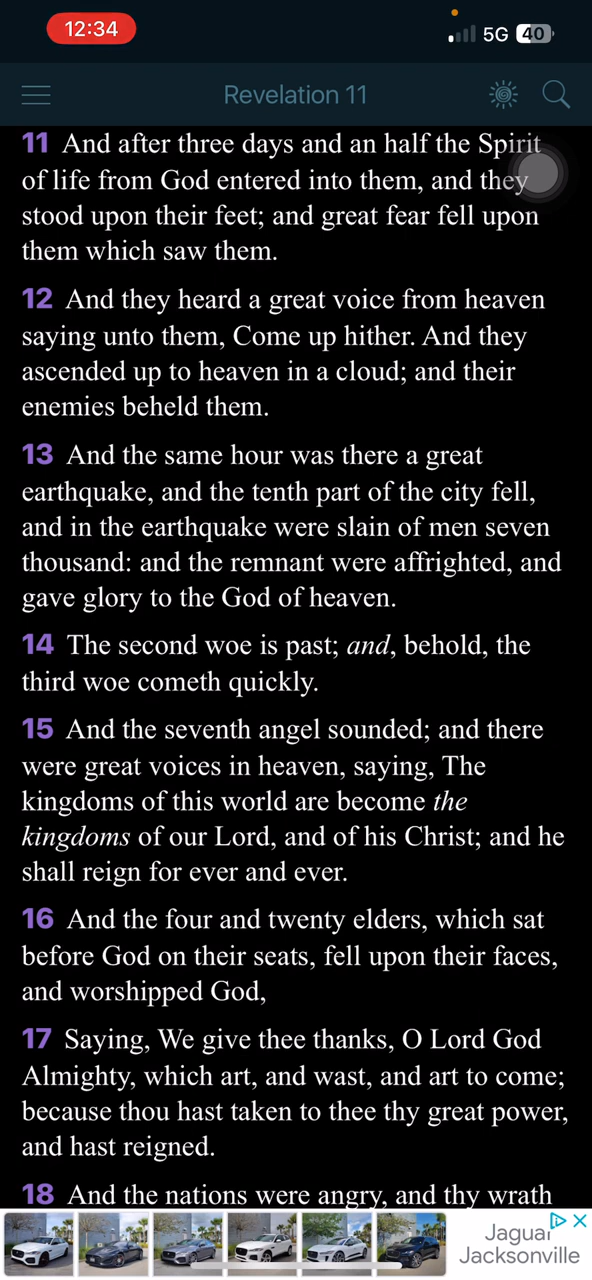 12:34
5G 40
Revelation 11
11 And after three days and an half the Spirit
of life from God entered into them, and they
stood upon their feet; and great fear fell upon
them which saw them.
12 And they heard a great voice from heaven
saying unto them, Come up hither. And they
ascended up to heaven in a cloud; and their
enemies beheld them.
13 And the same hour was there a great
earthquake, and the tenth part of the city fell,
and in the earthquake were slain of men seven
thousand: and the remnant were affrighted, and
gave glory to the God of heaven.
14 The second woe is past; and, behold, the
third woe cometh quickly.
15 And the seventh angel sounded; and there
were great voices in heaven, saying, The
kingdoms of this world are become the
kingdoms of our Lord, and of his Christ; and he
shall reign for ever and ever.
16 And the four and twenty elders, which sat
before God on their seats, fell upon their faces,
and worshipped God,
17 Saying, We give thee thanks, O Lord God
Almighty, which art, and wast, and art to come;
because thou hast taken to thee thy great power,
and hast reigned.
18 And the nations were angry, and thy wrath
Jaguar
Jacksonville